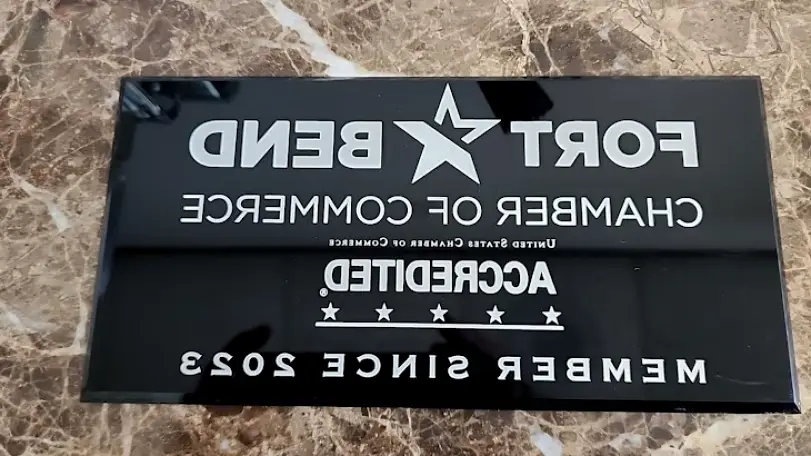 FORT BEND
CHAMBER OF COMMERCE
UNITED STATES CHAMBER OF COMMERCE
ACCREDITED®
MEMBER SINCE 2023